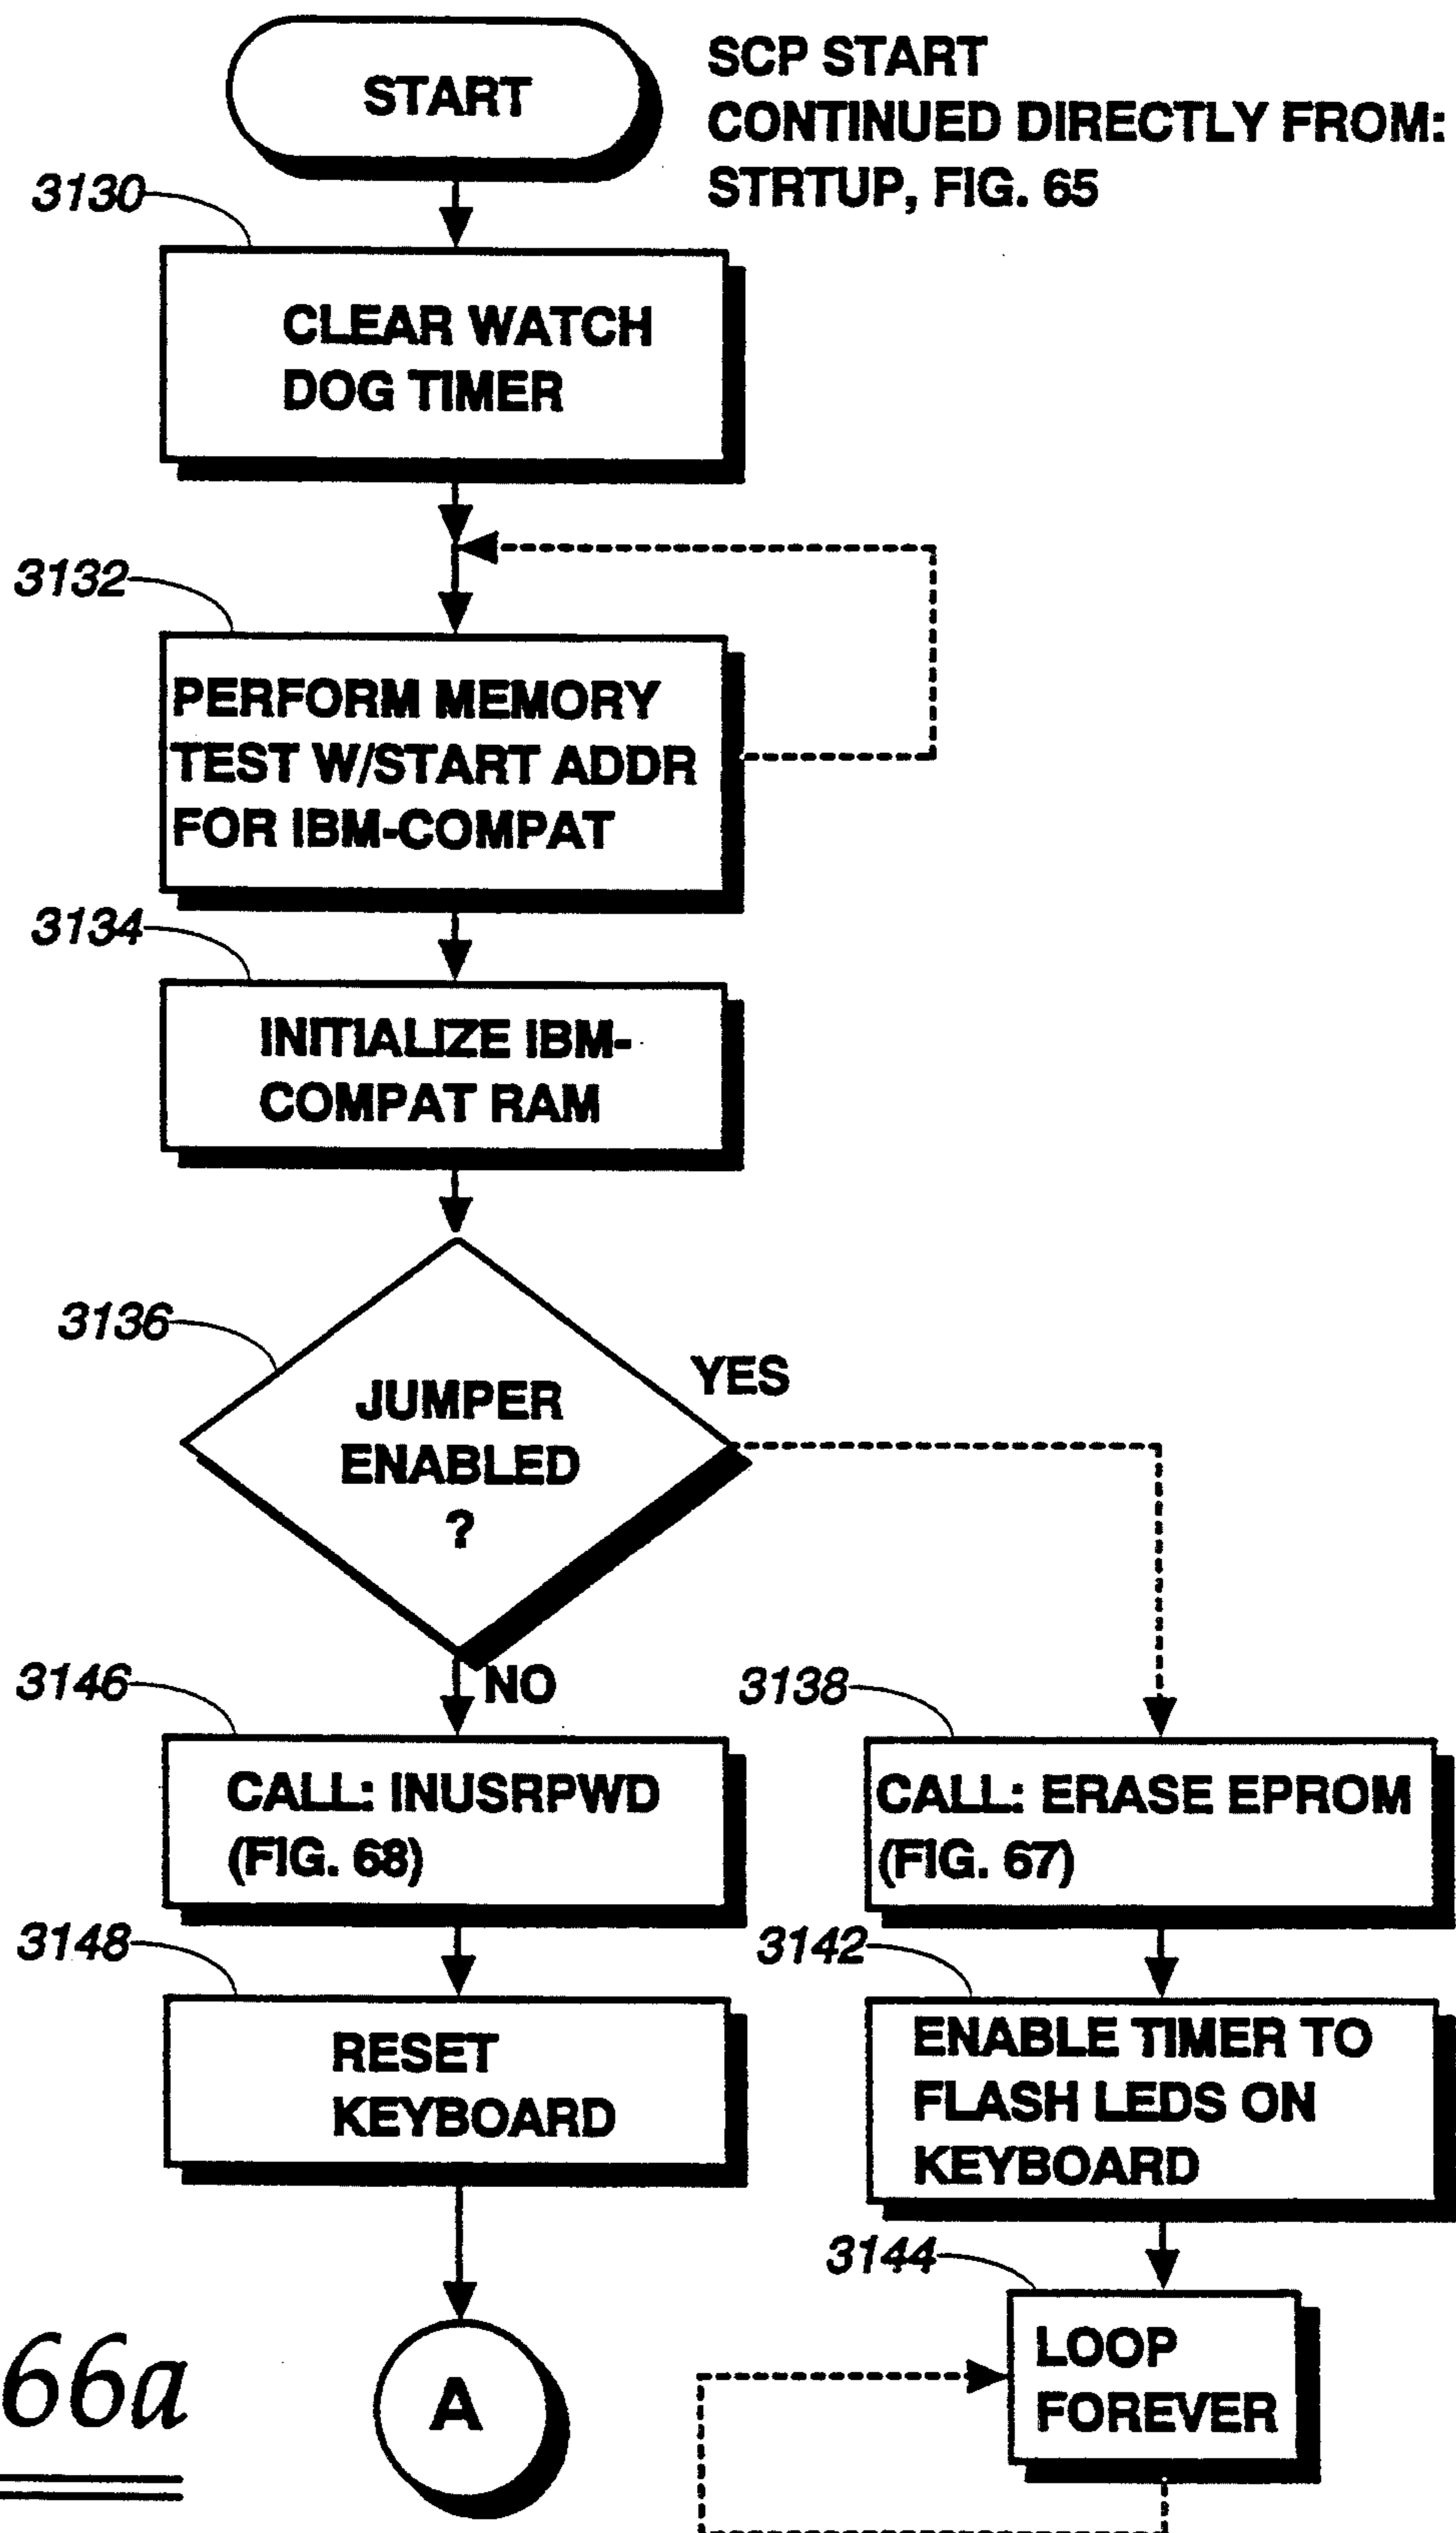 START
SCP START
CONTINUED DIRECTLY FROM:
STRTUP, FIG. 65
3130
CLEAR WATCH
DOG TIMER
3132
PERFORM MEMORY
TEST W/START ADDR
FOR IBM-COMPAT
3134
INITIALIZE IBM-
COMPAT RAM
3136
JUMPER
ENABLED
?
YES
NO
3146
CALL: INUSRPWD
(FIG. 68)
3138
CALL: ERASE EPROM
(FIG. 67)
3148
RESET
KEYBOARD
3142
ENABLE TIMER TO
FLASH LEDS ON
KEYBOARD
3144
LOOP
FOREVER
A
66a